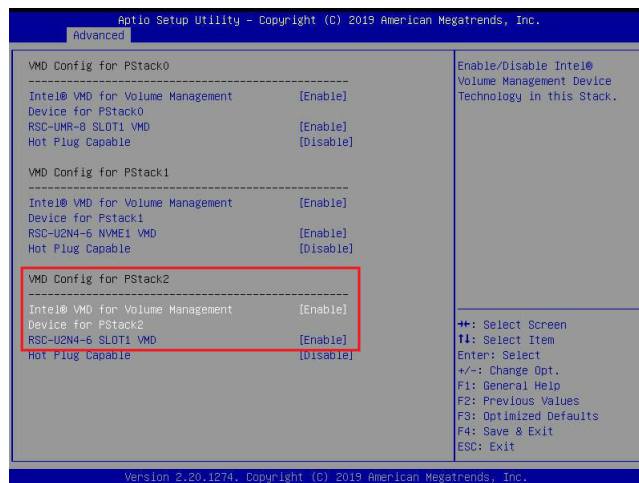 Aptio Setup Utility – Copyright (C) 2019 American Megatrends, Inc.
Advanced
VMD Config for PStack0
------------------------------------------------
Intel® VMD for Volume Management [Enable]
Device for PStack0
RSC-UMR-8 SLOT1 VMD [Enable]
Hot Plug Capable [Disable]
VMD Config for PStack1
------------------------------------------------
Intel® VMD for Volume Management [Enable]
Device for Pstack1
RSC-U2N4-6 NVME1 VMD [Enable]
Hot Plug Capable [Disable]
VMD Config for PStack2
------------------------------------------------
Intel® VMD for Volume Management [Enable]
Device for PStack2
RSC-U2N4-6 SLOT1 VMD [Enable]
Hot Plug Capable [Disable]
Enable/Disable Intel®
Volume Management Device
Technology in this Stack.
→←: Select Screen
↑↓: Select Item
Enter: Select
+/-: Change Opt.
F1: General Help
F2: Previous Values
F3: Optimized Defaults
F4: Save & Exit
ESC: Exit
Version 2.20.1274. Copyright (C) 2019 American Megatrends, Inc.